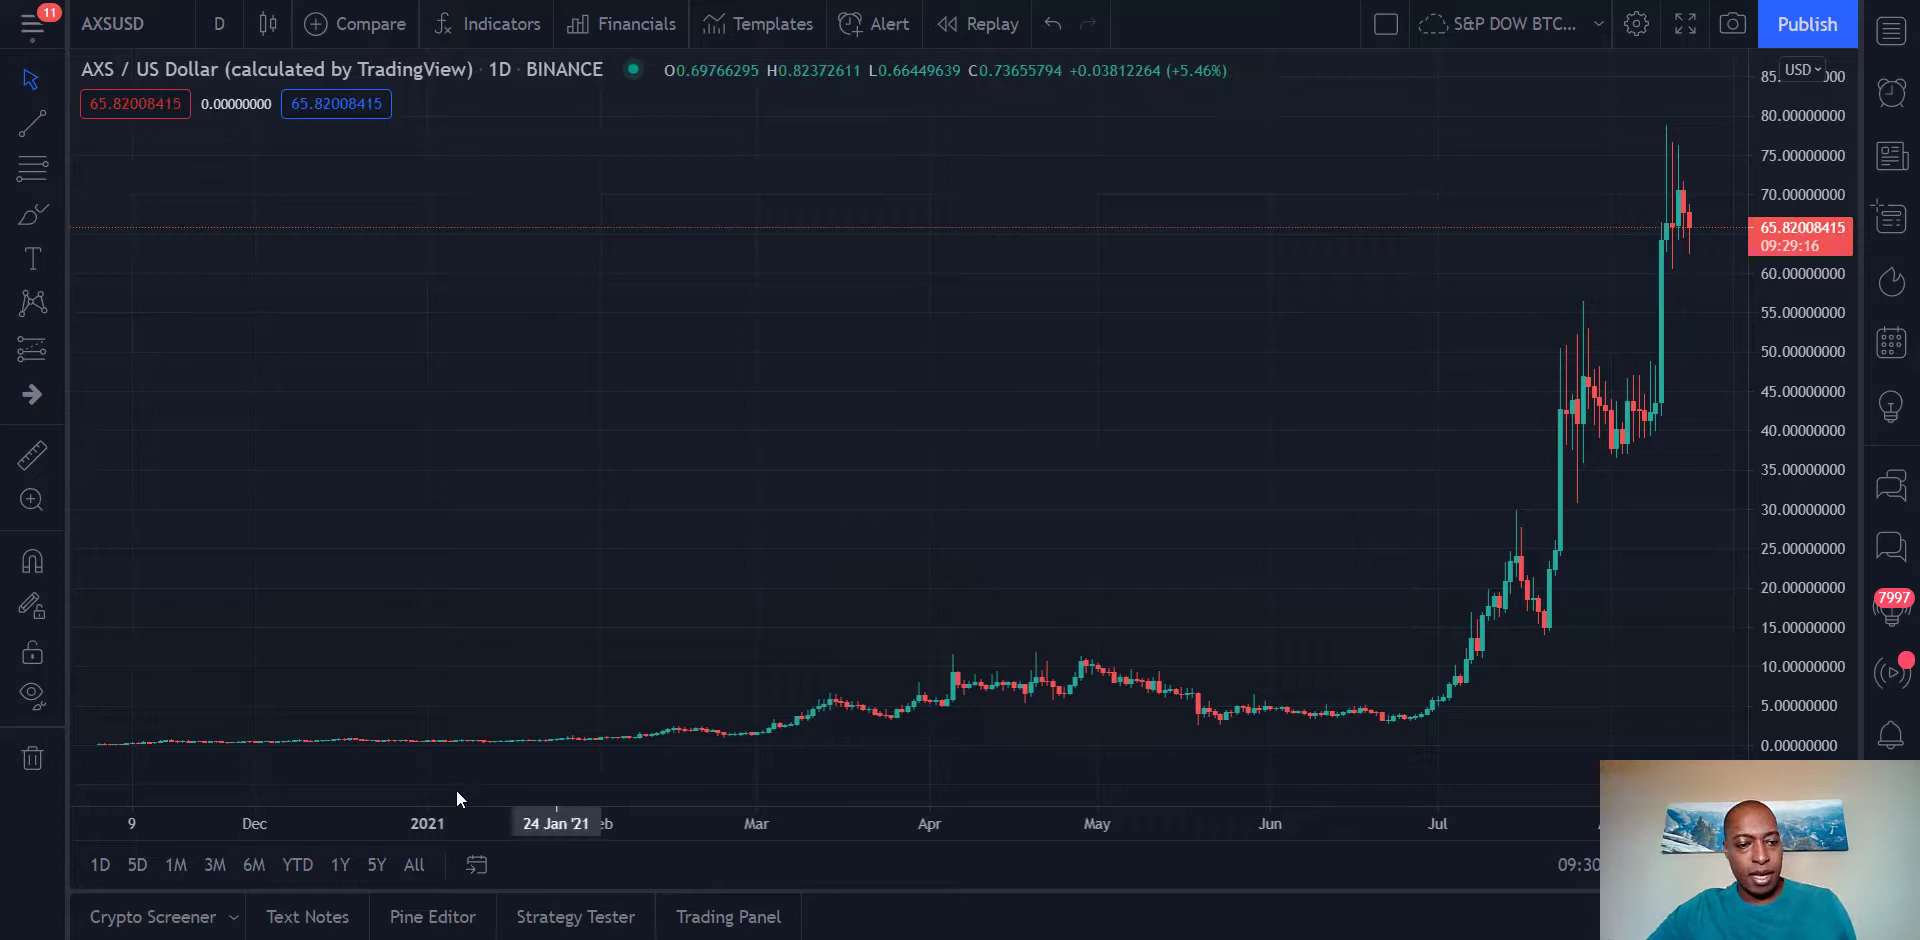 11
AXSUSD
D
Compare
Indicators
Financials
Templates
Alert
Replay
S&P DOW BTC...
Publish
AXS / US Dollar (calculated by TradingView) · 1D · BINANCE
O0.69766295 H0.82372611 L0.66449639 C0.73655794 +0.03812264 (+5.46%)
65.82008415 0.00000000 65.82008415
USD
80.00000000
75.00000000
70.00000000
65.82008415
09:29:16
60.00000000
55.00000000
50.00000000
45.00000000
40.00000000
35.00000000
30.00000000
25.00000000
20.00000000
15.00000000
10.00000000
5.00000000
0.00000000
7997
9 Dec 2021 24 Jan '21 Mar Apr May Jun Jul
1D 5D 1M 3M 6M YTD 1Y 5Y All
09:30
Crypto Screener
Text Notes
Pine Editor
Strategy Tester
Trading Panel